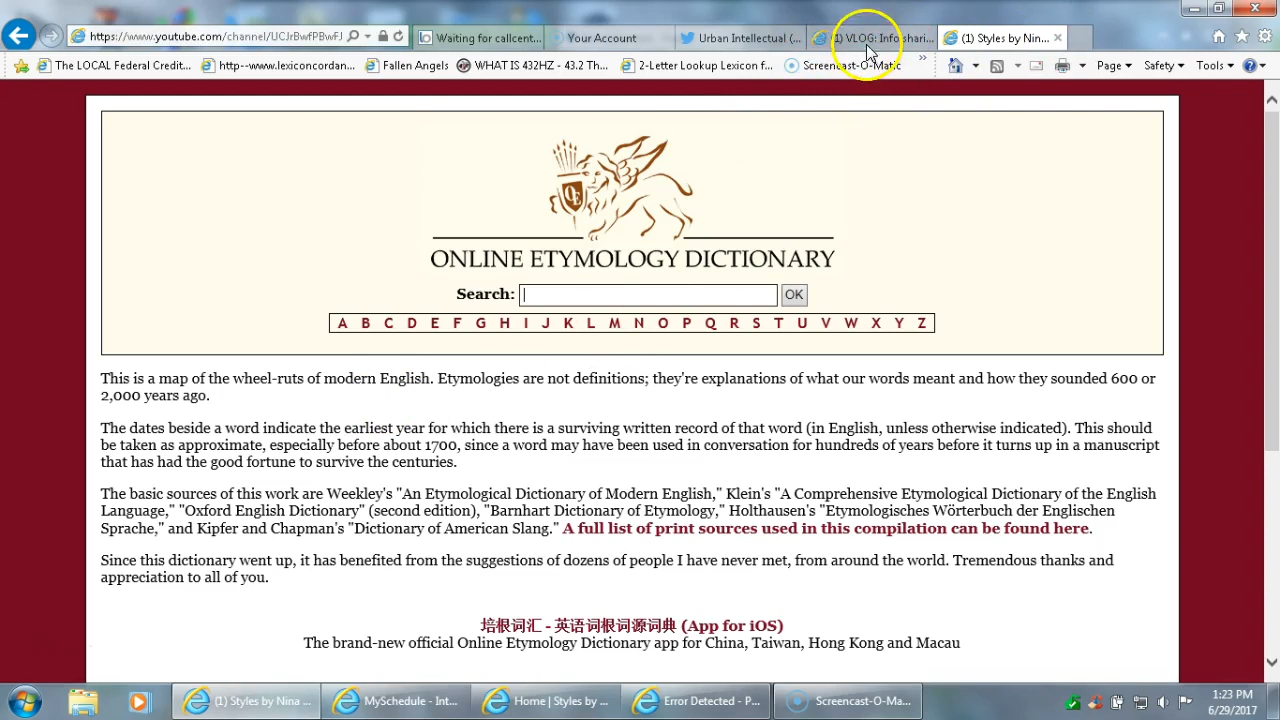 https://www.youtube.com/channel/UCJrBwfPBwFJ
Waiting for callcent...
Your Account
Urban Intellectual (...
(1) VLOG: Info shari...
(1) Styles by Nin...
The LOCAL Federal Credit...
http--www.lexiconcordan...
Fallen Angels
WHAT IS 432HZ - 43.2 Th...
2-Letter Lookup Lexicon f...
Screencast-O-Matic
Page
Safety
Tools
OE
ONLINE ETYMOLOGY DICTIONARY
Search:
OK
A B C D E F G H I J K L M N O P Q R S T U V W X Y Z
This is a map of the wheel-ruts of modern English. Etymologies are not definitions; they're explanations of what our words meant and how they sounded 600 or
2,000 years ago.
The dates beside a word indicate the earliest year for which there is a surviving written record of that word (in English, unless otherwise indicated). This should
be taken as approximate, especially before about 1700, since a word may have been used in conversation for hundreds of years before it turns up in a manuscript
that has had the good fortune to survive the centuries.
The basic sources of this work are Weekley's "An Etymological Dictionary of Modern English," Klein's "A Comprehensive Etymological Dictionary of the English
Language," "Oxford English Dictionary" (second edition), "Barnhart Dictionary of Etymology," Holthausen's "Etymologisches Wörterbuch der Englischen
Sprache," and Kipfer and Chapman's "Dictionary of American Slang." A full list of print sources used in this compilation can be found here.
Since this dictionary went up, it has benefited from the suggestions of dozens of people I have never met, from around the world. Tremendous thanks and
appreciation to all of you.
培根词汇 - 英语词根词源词典 (App for iOS)
The brand-new official Online Etymology Dictionary app for China, Taiwan, Hong Kong and Macau
(1) Styles by Nina ...
MySchedule - Int...
Home | Styles by ...
Error Detected - P...
Screencast-O-Ma...
1:23 PM
6/29/2017